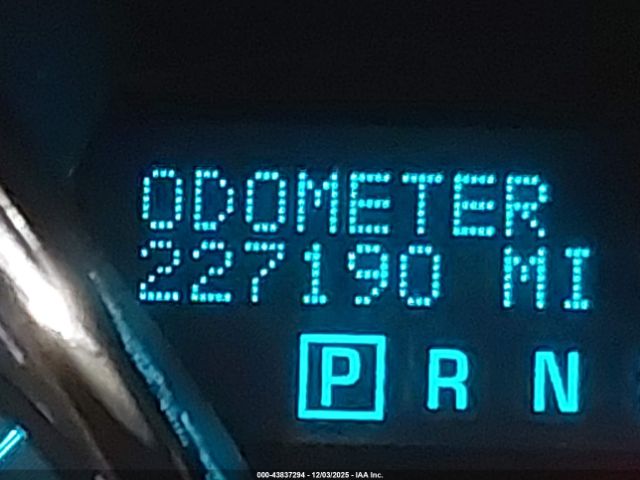 ODOMETER
227190 MI
P R N
000-43837294 - 12/03/2025 - IAA Inc.